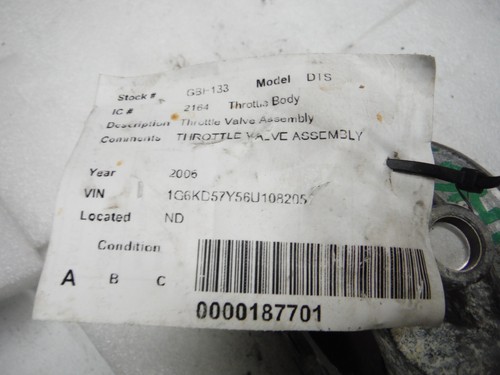 Stock # GSI-133 Model DTS
IC # 2164 Throttle Body
Description Throttle Valve Assembly
Comments THROTTLE VALVE ASSEMBLY
Year 2006
VIN 1G6KD57Y56U108205
Located ND
Condition
A B C
0000187701